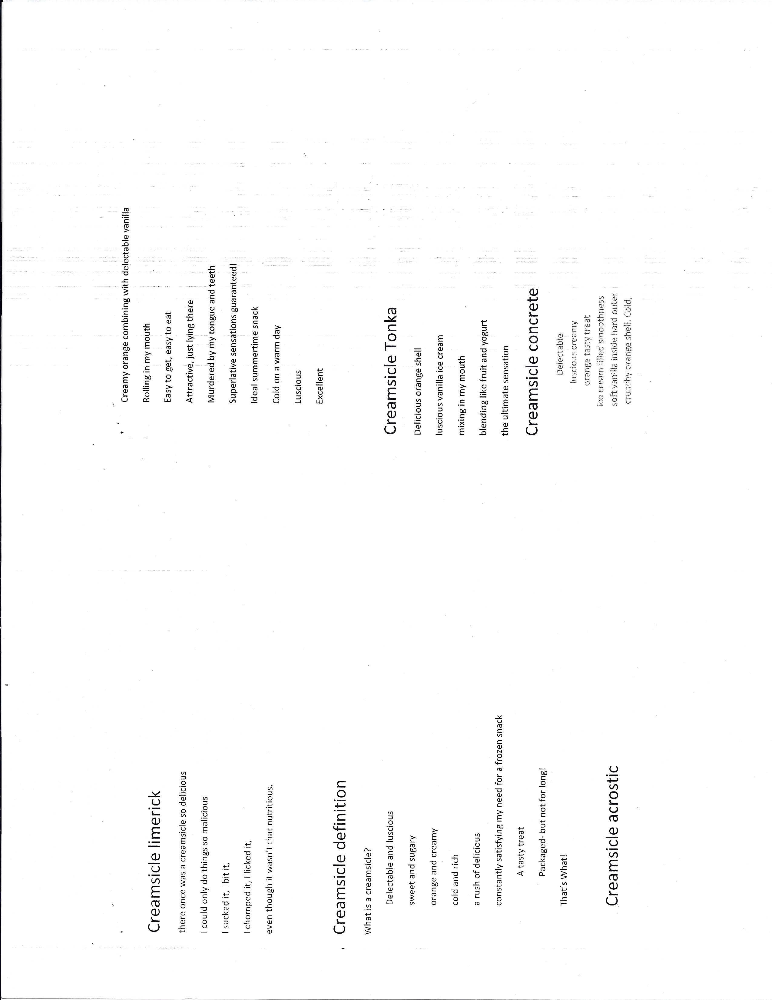 Creamsicle limerick
there once was a creamsicle so delicious
I could only do things so malicious
I sucked it, I bit it,
I chomped it, I licked it,
even though it wasn't that nutritious.
Creamsicle definition
What is a creamsicle?
Delectable and luscious
sweet and sugary
orange and creamy
cold and rich
a rush of delicious
constantly satisfying my need for a frozen snack
A tasty treat
Packaged- but not for long!
That's What!
Creamsicle acrostic
Creamy orange combining with delectable vanilla
Rolling in my mouth
Easy to get, easy to eat
Attractive, just lying there
Murdered by my tongue and teeth
Superlative sensations guaranteed!
Ideal summertime snack
Cold on a warm day
Luscious
Excellent
Creamsicle Tonka
Delicious orange shell
luscious vanilla ice cream
mixing in my mouth
blending like fruit and yogurt
the ultimate sensation
Creamsicle concrete
Delectable
luscious creamy
orange tasty treat
ice cream filled smoothness
soft vanilla inside hard outer
crunchy orange shell. Cold,